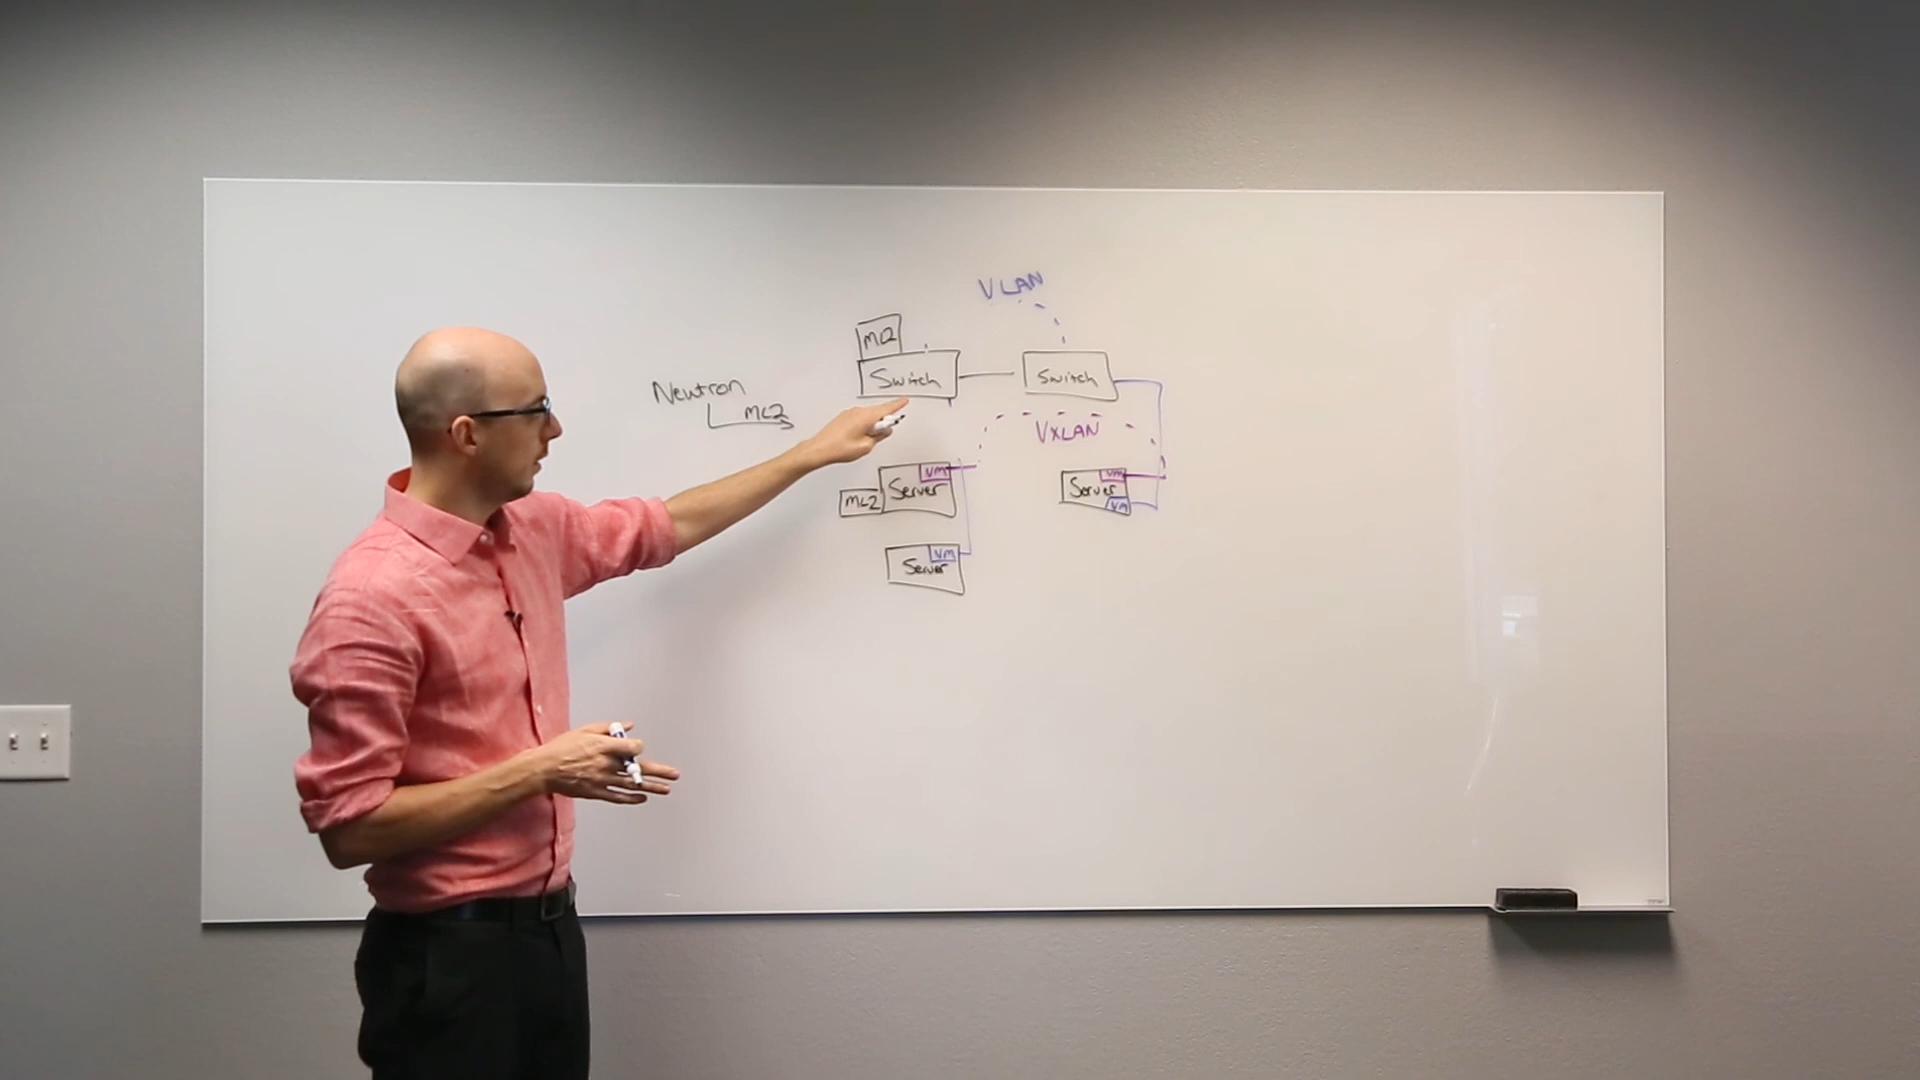 VLAN
ML2
Switch
Switch
Neutron
ML2
VXLAN
VM
Server
ML2
VM
Server
VM
VM
Server